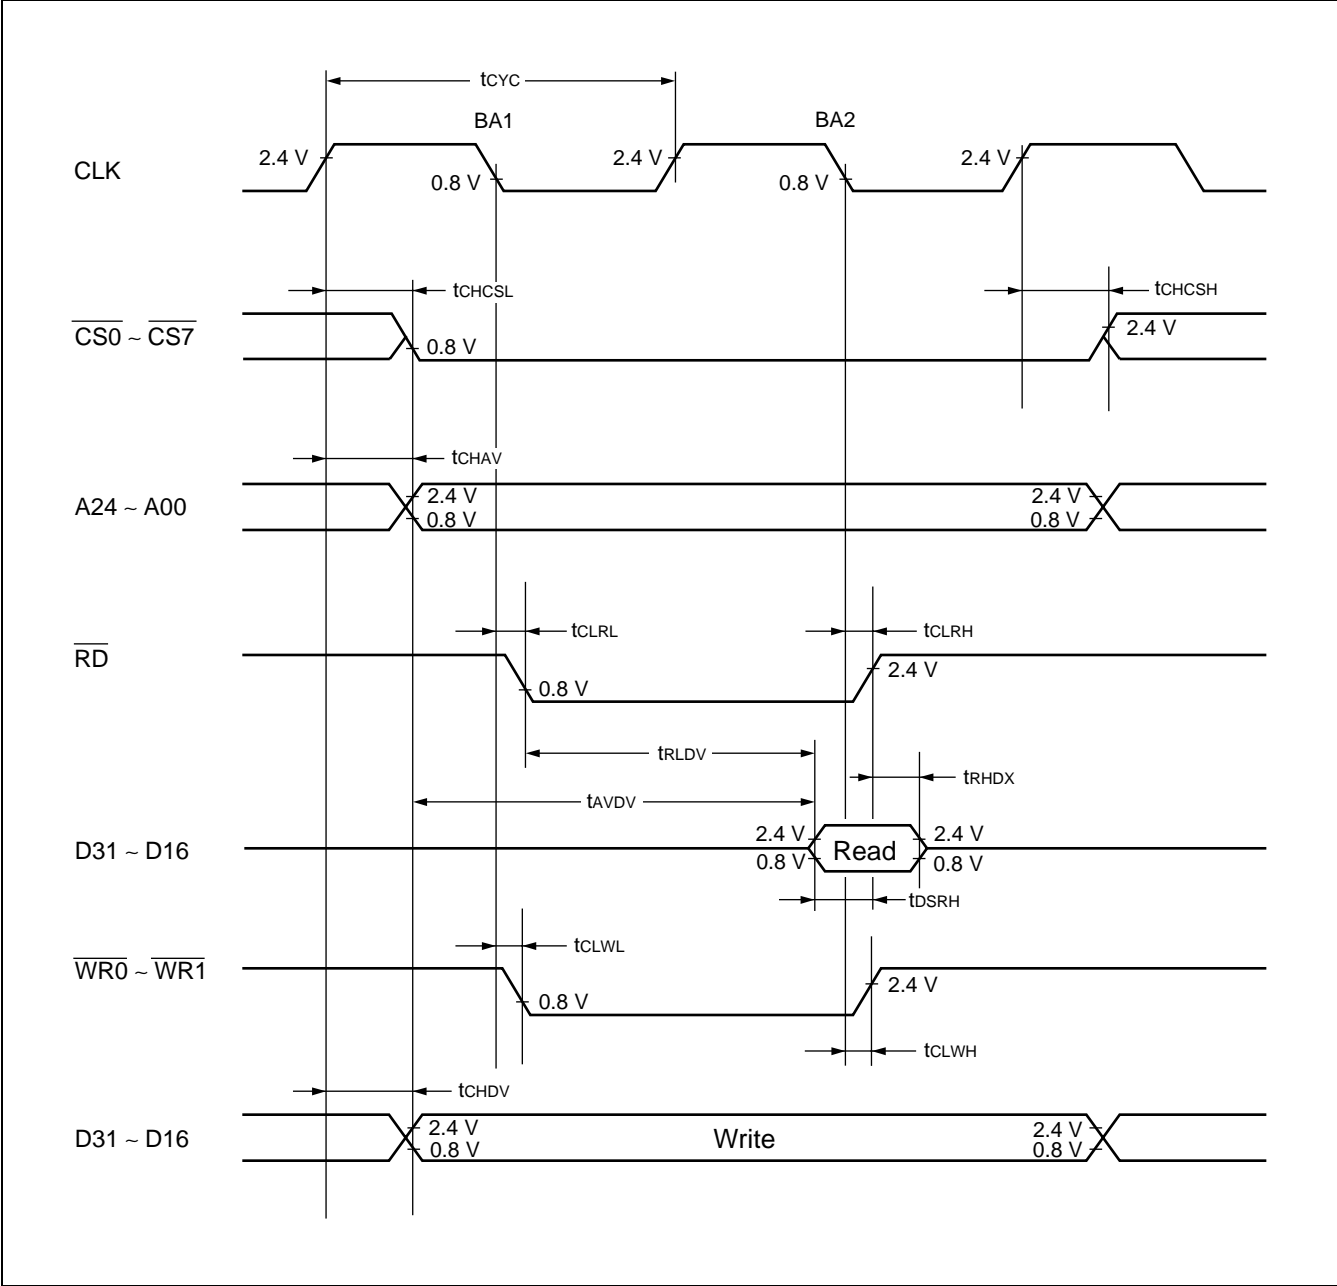 tCYC
BA1 BA2
CLK 2.4 V 0.8 V 2.4 V 0.8 V 2.4 V
tCHCSL tCHCSH
CS0 ~ CS7 0.8 V 2.4 V
tCHAV
A24 ~ A00 2.4 V 0.8 V 2.4 V 0.8 V
tCLRL tCLRH
RD 0.8 V 2.4 V
tRLDV
tRHDX
tAVDV
D31 ~ D16 2.4 V 0.8 V Read 2.4 V 0.8 V
tDSRH
tCLWL
WR0 ~ WR1 0.8 V 2.4 V
tCLWH
tCHDV
D31 ~ D16 2.4 V 0.8 V Write 2.4 V 0.8 V